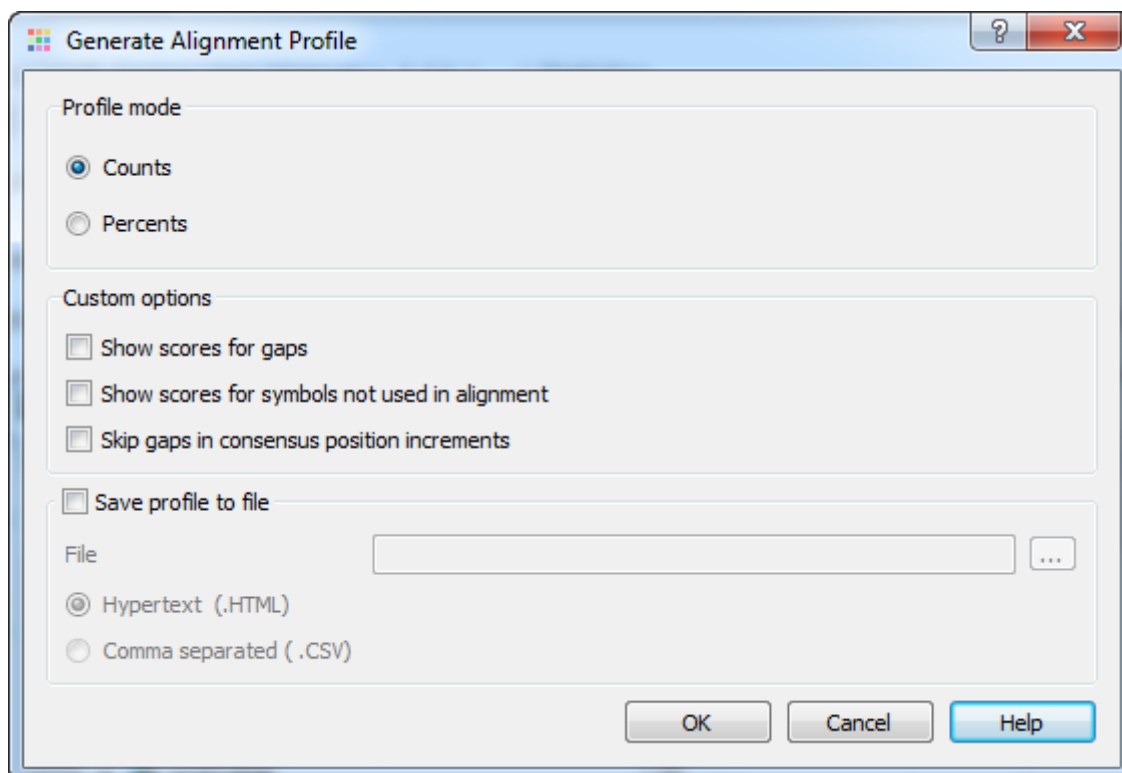 Generate Alignment Profile
?
X
Profile mode
Counts
Percents
Custom options
Show scores for gaps
Show scores for symbols not used in alignment
Skip gaps in consensus position increments
Save profile to file
File ...
Hypertext (.HTML)
Comma separated ( .CSV)
OK Cancel Help